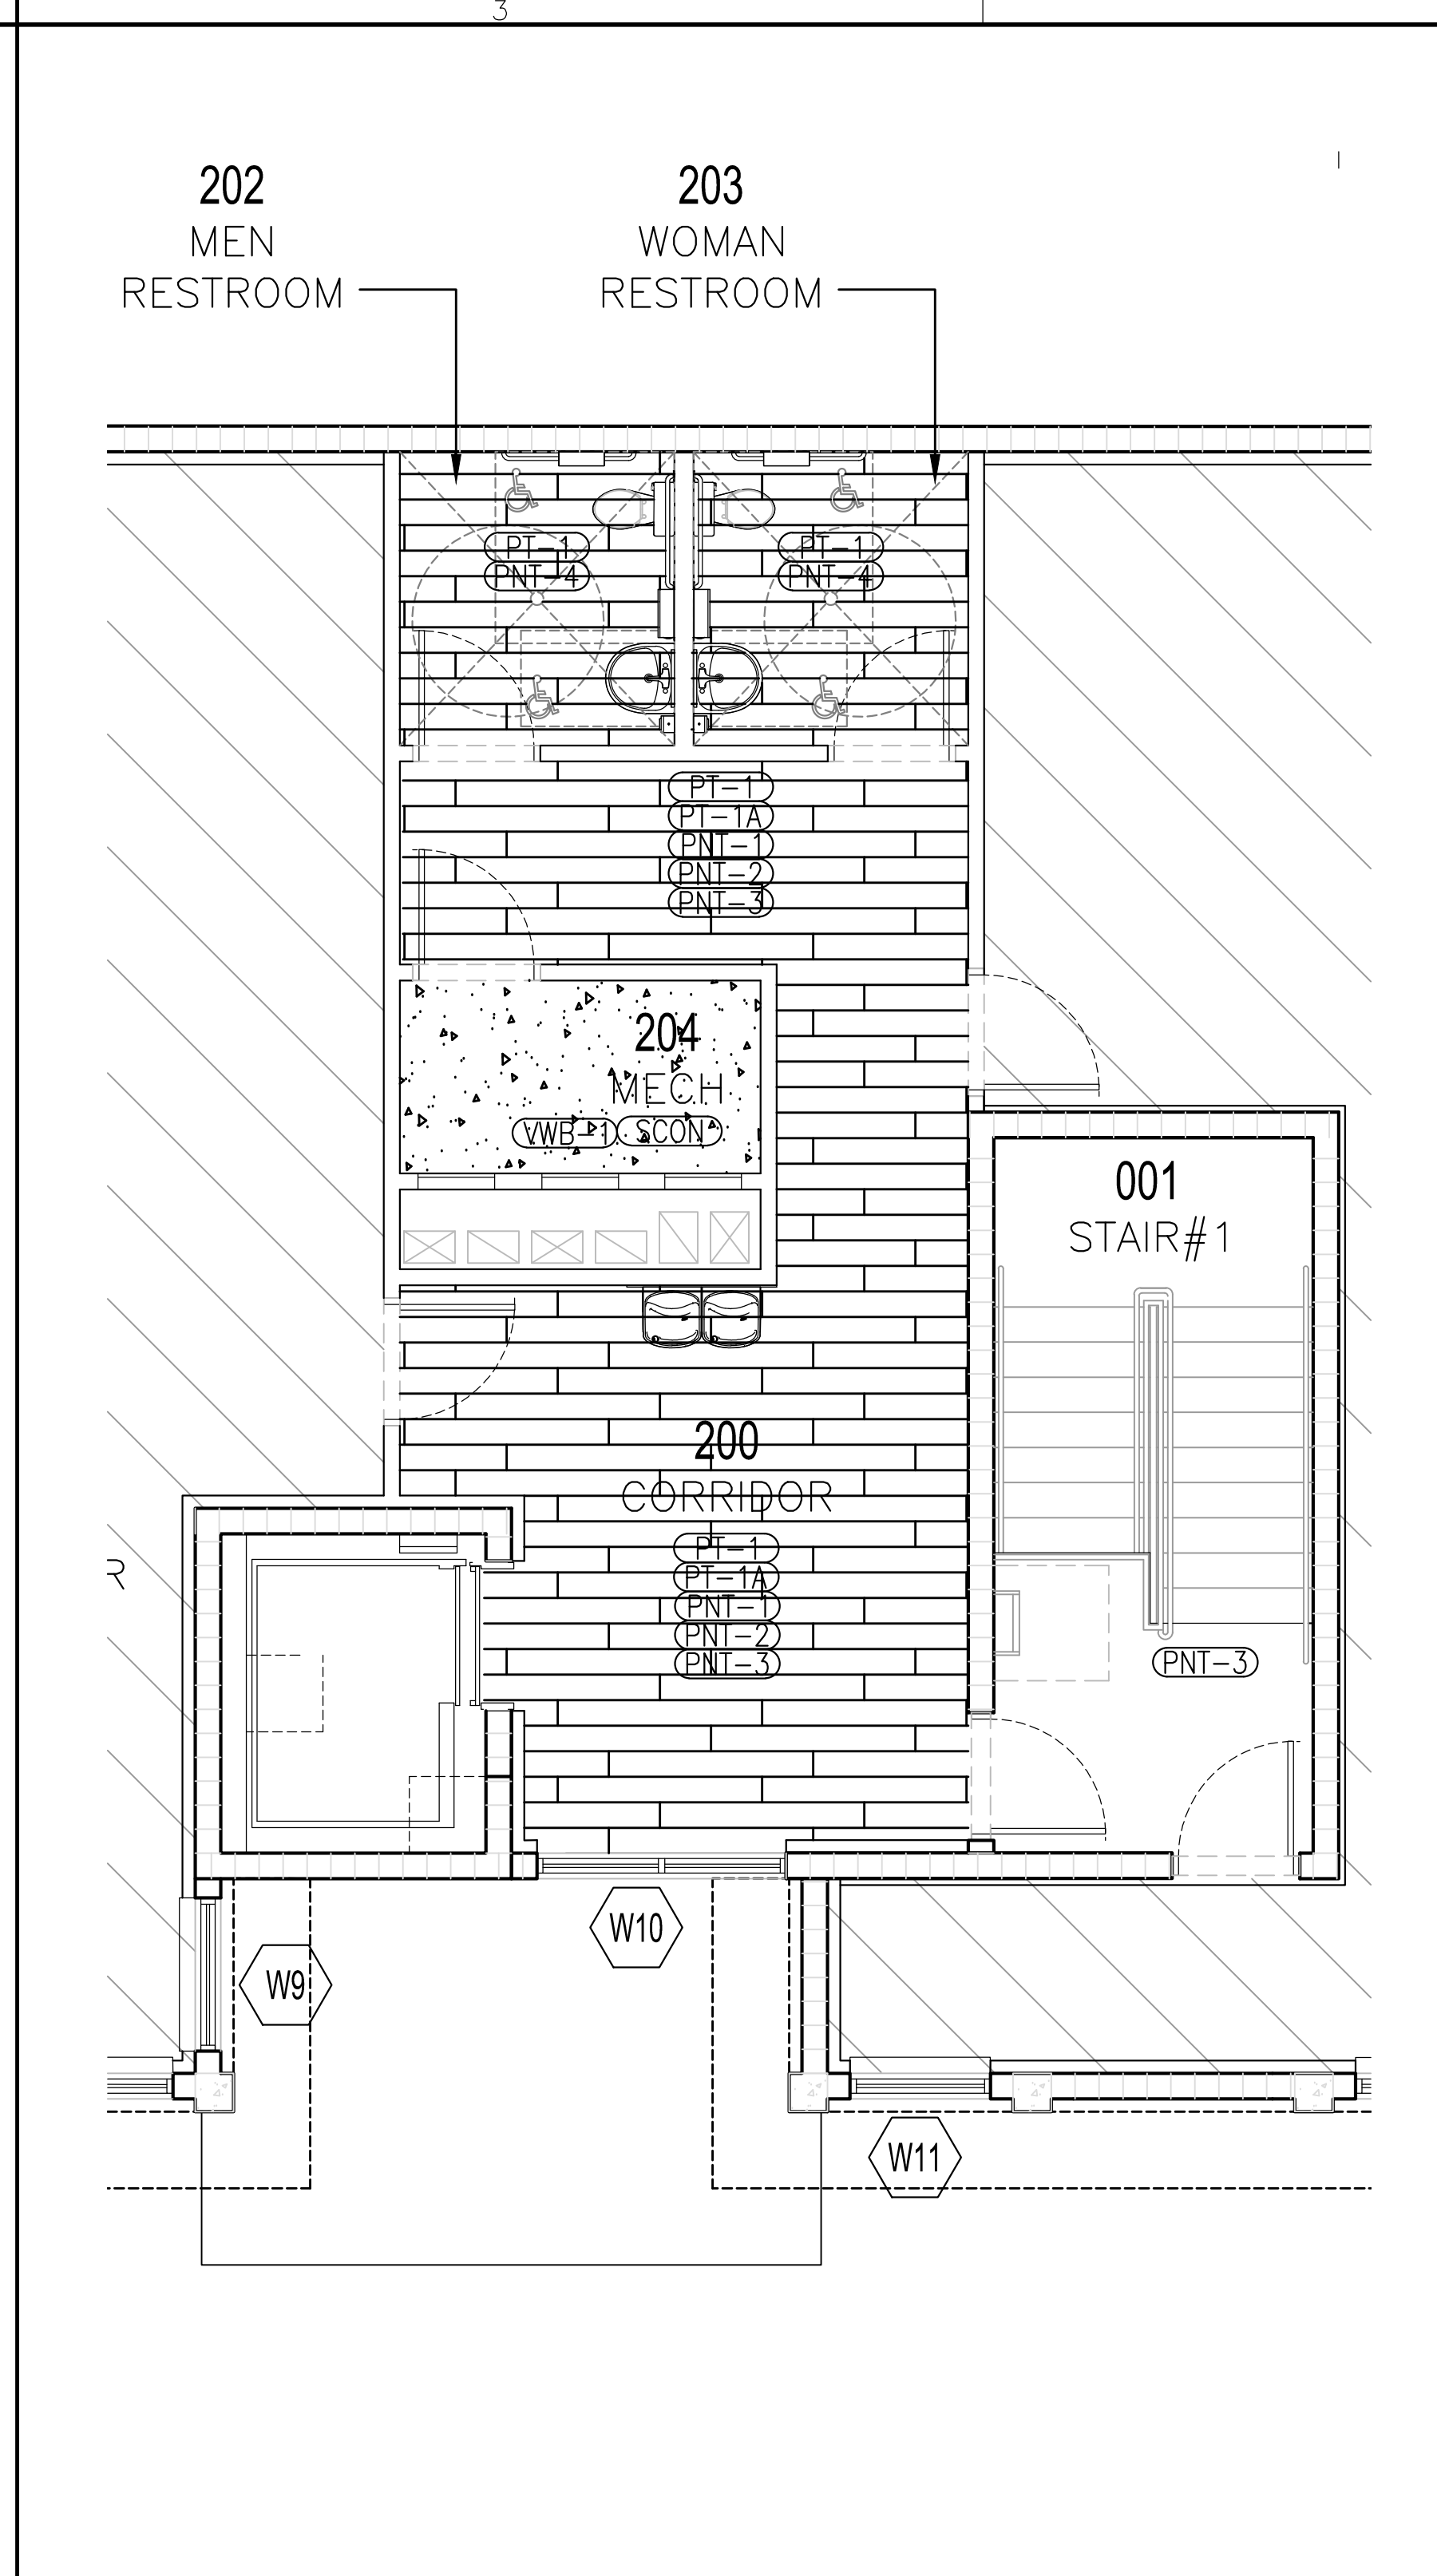 3
202
MEN
RESTROOM
203
WOMAN
RESTROOM
PT-1
PNT-4
PT-1
PNT-4
PT-1
PT-1A
PNT-1
PNT-2
PNT-3
204
MECH
VWB-1
SCON
001
STAIR#1
200
CORRIDOR
PT-1
PT-1A
PNT-1
PNT-2
PNT-3
R
PNT-3
W10
W9
W11